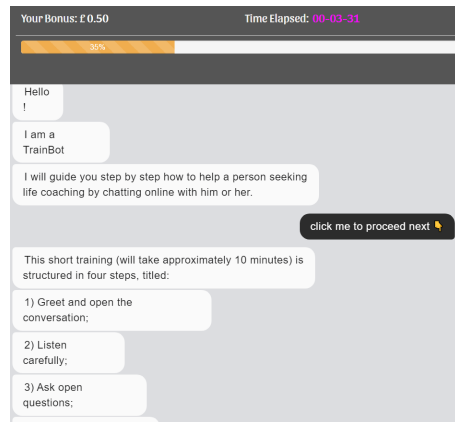 Your Bonus: £ 0.50
Time Elapsed: 00-03-31
35%
Hello
!
I am a
TrainBot
I will guide you step by step how to help a person seeking
life coaching by chatting online with him or her.
click me to proceed next 👇
This short training (will take approximately 10 minutes) is
structured in four steps, titled:
1) Greet and open the
conversation;
2) Listen
carefully;
3) Ask open
questions;